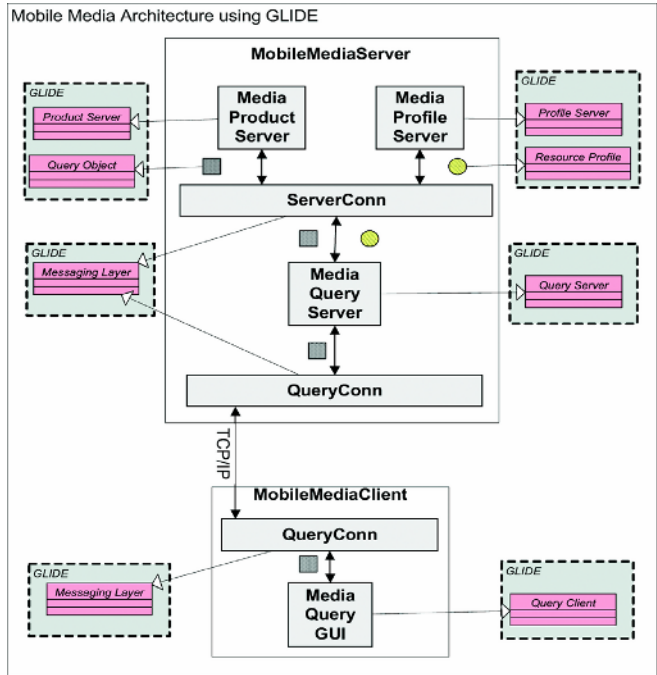 Mobile Media Architecture using GLIDE
MobileMediaServer
GLIDE
Product Server
Query Object
Media
Product
Server
Media
Profile
Server
GLIDE
Profile Server
Resource Profile
ServerConn
GLIDE
Messaging Layer
Media
Query
Server
GLIDE
Query Server
QueryConn
TCP/IP
MobileMediaClient
QueryConn
GLIDE
Messaging Layer
Media
Query
GUI
GLIDE
Query Client